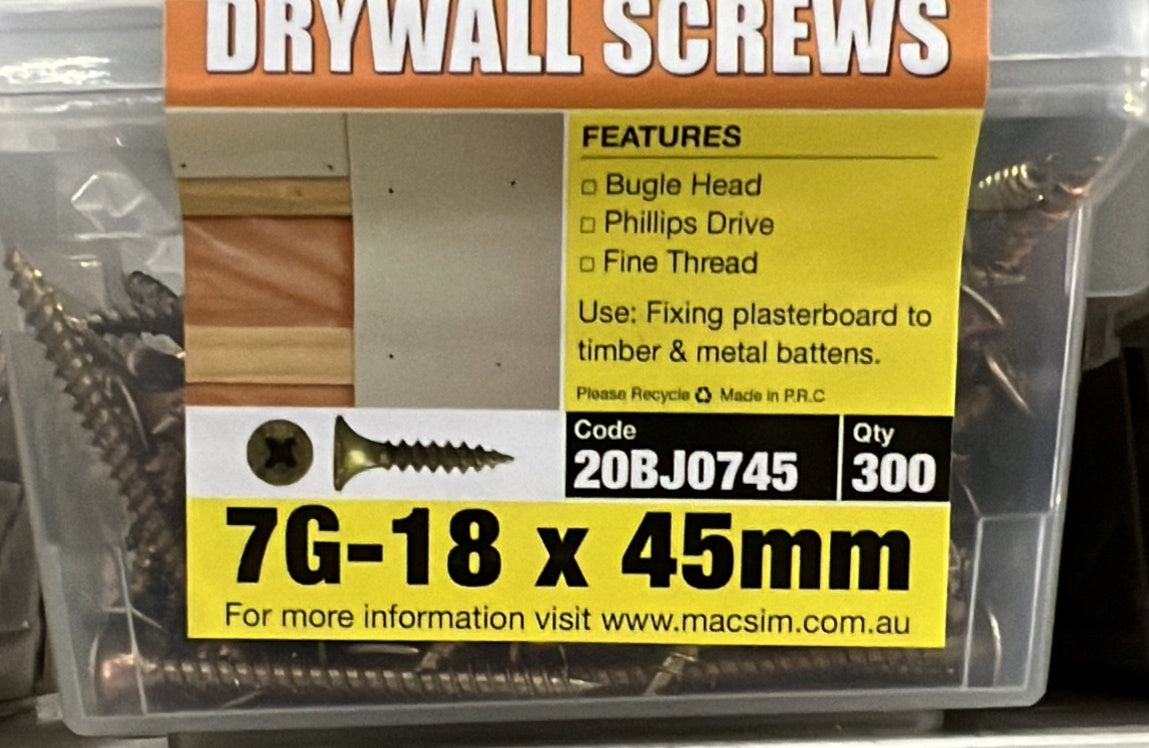 DRYWALL SCREWS
FEATURES
Bugle Head
Phillips Drive
Fine Thread
Use: Fixing plasterboard to
timber & metal battens.
Please Recycle Made in P.R.C
Code
20BJ0745
Qty
300
7G-18 x 45mm
For more information visit www.macsim.com.au